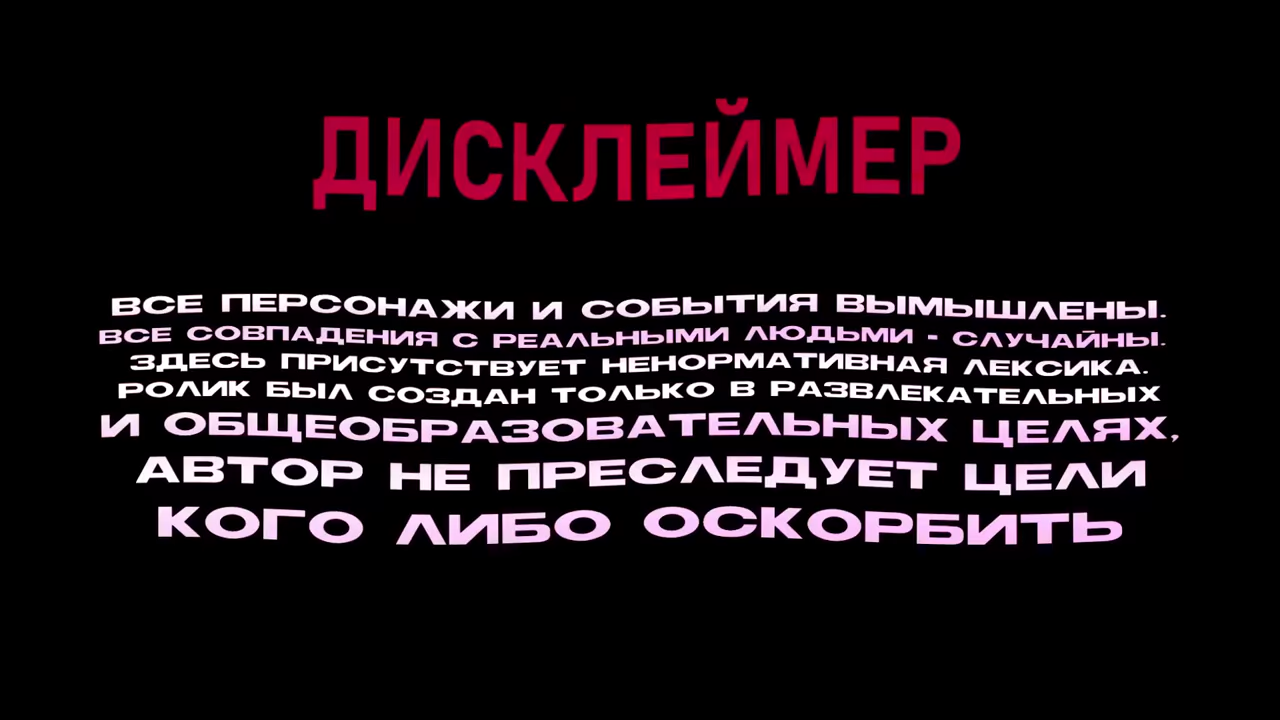 ДИСКЛЕЙМЕР
ВСЕ ПЕРСОНАЖИ И СОБЫТИЯ ВЫМЫШЛЕНЫ.
ВСЕ СОВПАДЕНИЯ С РЕАЛЬНЫМИ ЛЮДЬМИ - СЛУЧАЙНЫ.
ЗДЕСЬ ПРИСУТСТВУЕТ НЕНОРМАТИВНАЯ ЛЕКСИКА.
РОЛИК БЫЛ СОЗДАН ТОЛЬКО В РАЗВЛЕКАТЕЛЬНЫХ
И ОБЩЕОБРАЗОВАТЕЛЬНЫХ ЦЕЛЯХ,
АВТОР НЕ ПРЕСЛЕДУЕТ ЦЕЛИ
КОГО ЛИБО ОСКОРБИТЬ